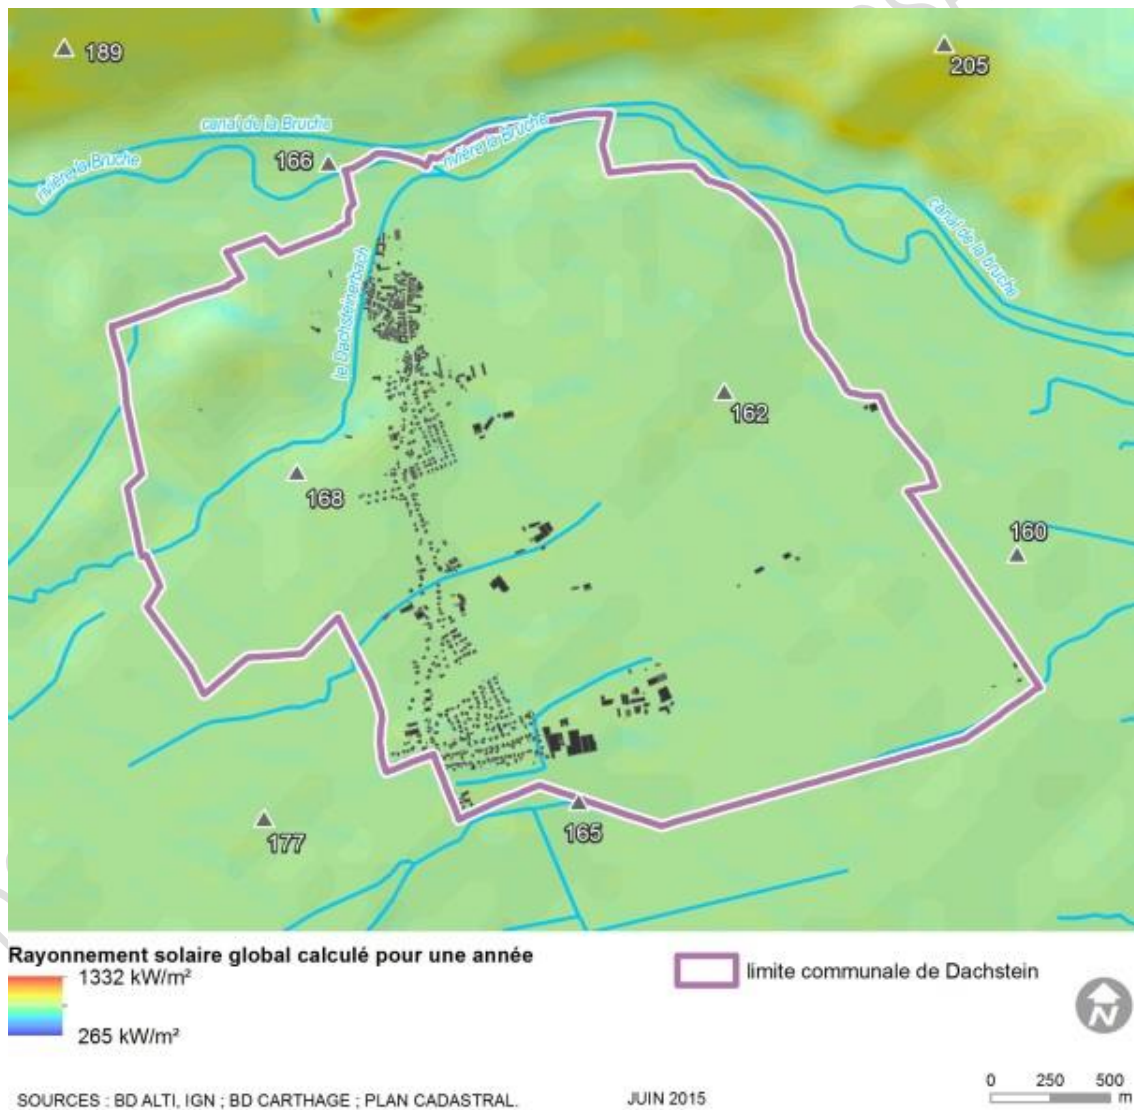 189
205
canal de la Bruche
rivière la Bruche
166
rivière la Bruche
canal de la bruche
le Dachsteinerbach
162
168
160
165
177
Rayonnement solaire global calculé pour une année
1332 kW/m²
265 kW/m²
limite communale de Dachstein
N
0 250 500
m
SOURCES : BD ALTI, IGN ; BD CARTHAGE ; PLAN CADASTRAL.
JUIN 2015